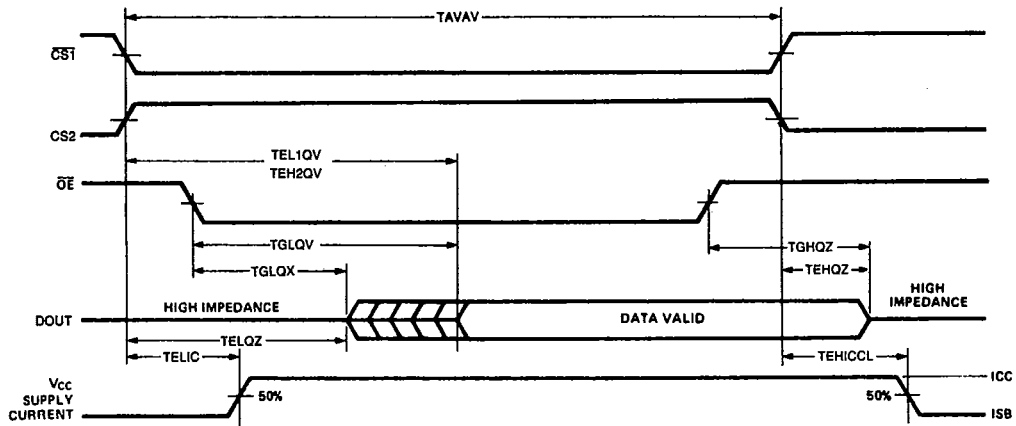 TAVAV
CS1
CS2
TEL1QV
TEH2QV
OE
TGLQV
TGHQZ
TGLQX
TEHQZ
HIGH IMPEDANCE
HIGH
IMPEDANCE
DOUT
DATA VALID
TELQZ
TELIC
TEHICCL
VCC
SUPPLY
CURRENT
50%
50%
ICC
ISB